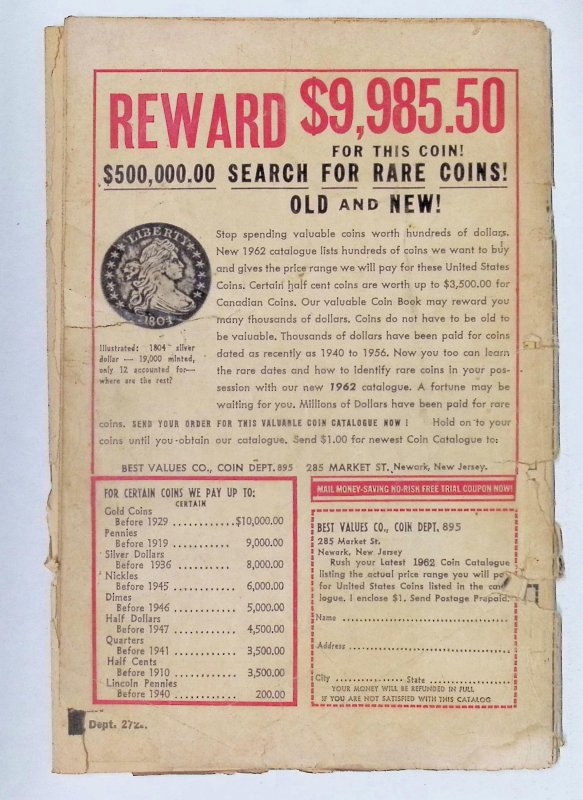 REWARD $9,985.50
FOR THIS COIN!
$500,000.00 SEARCH FOR RARE COINS!
OLD AND NEW!
LIBERTY
1804
Illustrated: 1804 silver
dollar — 19,000 minted,
only 12 accounted for—
where are the rest?
Stop spending valuable coins worth hundreds of dollars.
New 1962 catalogue lists hundreds of coins we want to buy
and gives the price range we will pay for these United States
Coins. Certain half cent coins are worth up to $3,500.00 for
Canadian Coins. Our valuable Coin Book may reward you
many thousands of dollars. Coins do not have to be old to
be valuable. Thousands of dollars have been paid for coins
dated as recently as 1940 to 1956. Now you too can learn
the rare dates and how to identify rare coins in your pos-
session with our new 1962 catalogue. A fortune may be
waiting for you. Millions of Dollars have been paid for rare
coins. SEND YOUR ORDER FOR THIS VALUABLE COIN CATALOGUE NOW! Hold on to your
coins until you obtain our catalogue. Send $1.00 for newest Coin Catalogue to:
BEST VALUES CO., COIN DEPT. 895 285 MARKET ST., Newark, New Jersey.
FOR CERTAIN COINS WE PAY UP TO:
CERTAIN
Gold Coins
Before 1929 ............$10,000.00
Pennies
Before 1919 ............ 9,000.00
Silver Dollars
Before 1936 ............ 8,000.00
Nickles
Before 1945 ............ 6,000.00
Dimes
Before 1946 ............ 5,000.00
Half Dollars
Before 1947 ............ 4,500.00
Quarters
Before 1941 ............ 3,500.00
Half Cents
Before 1910 ............ 3,500.00
Lincoln Pennies
Before 1940 ............ 200.00
MAIL MONEY-SAVING NO-RISK FREE TRIAL COUPON NOW!
BEST VALUES CO., COIN DEPT, 895
285 Market St.
Newark, New Jersey
Rush your Latest 1962 Coin Catalogue
listing the actual price range you will pay
for United States Coins listed in the cata-
logue. I enclose $1. Send Postage Prepaid.
Name
Address
City State
YOUR MONEY WILL BE REFUNDED IN FULL
IF YOU ARE NOT SATISFIED WITH THIS CATALOG
Dept.